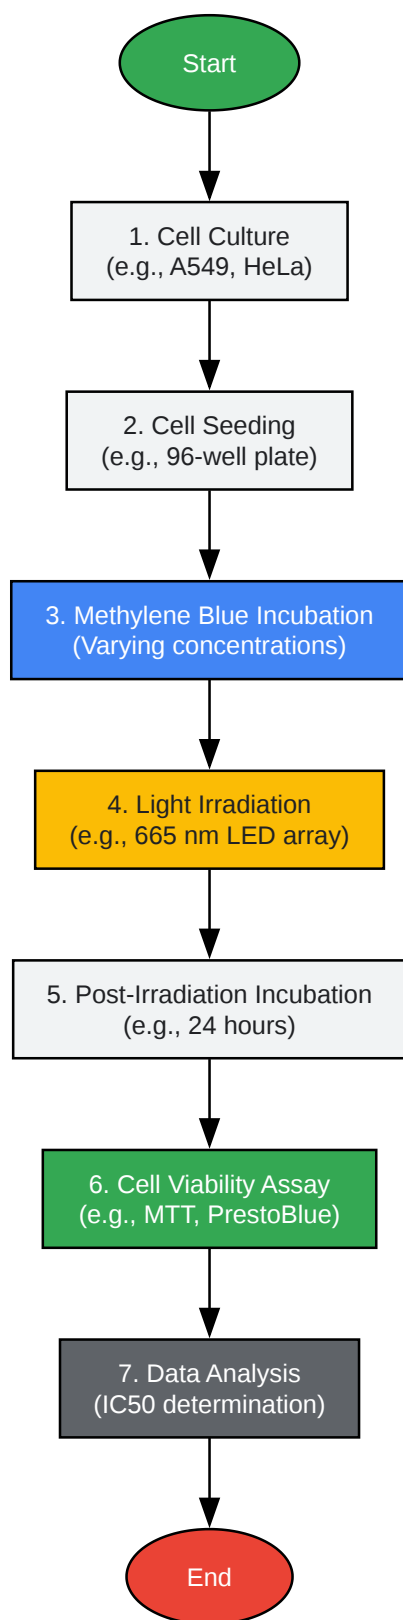 Start
1. Cell Culture
(e.g., A549, HeLa)
2. Cell Seeding
(e.g., 96-well plate)
3. Methylene Blue Incubation
(Varying concentrations)
4. Light Irradiation
(e.g., 665 nm LED array)
5. Post-Irradiation Incubation
(e.g., 24 hours)
6. Cell Viability Assay
(e.g., MTT, PrestoBlue)
7. Data Analysis
(IC50 determination)
End